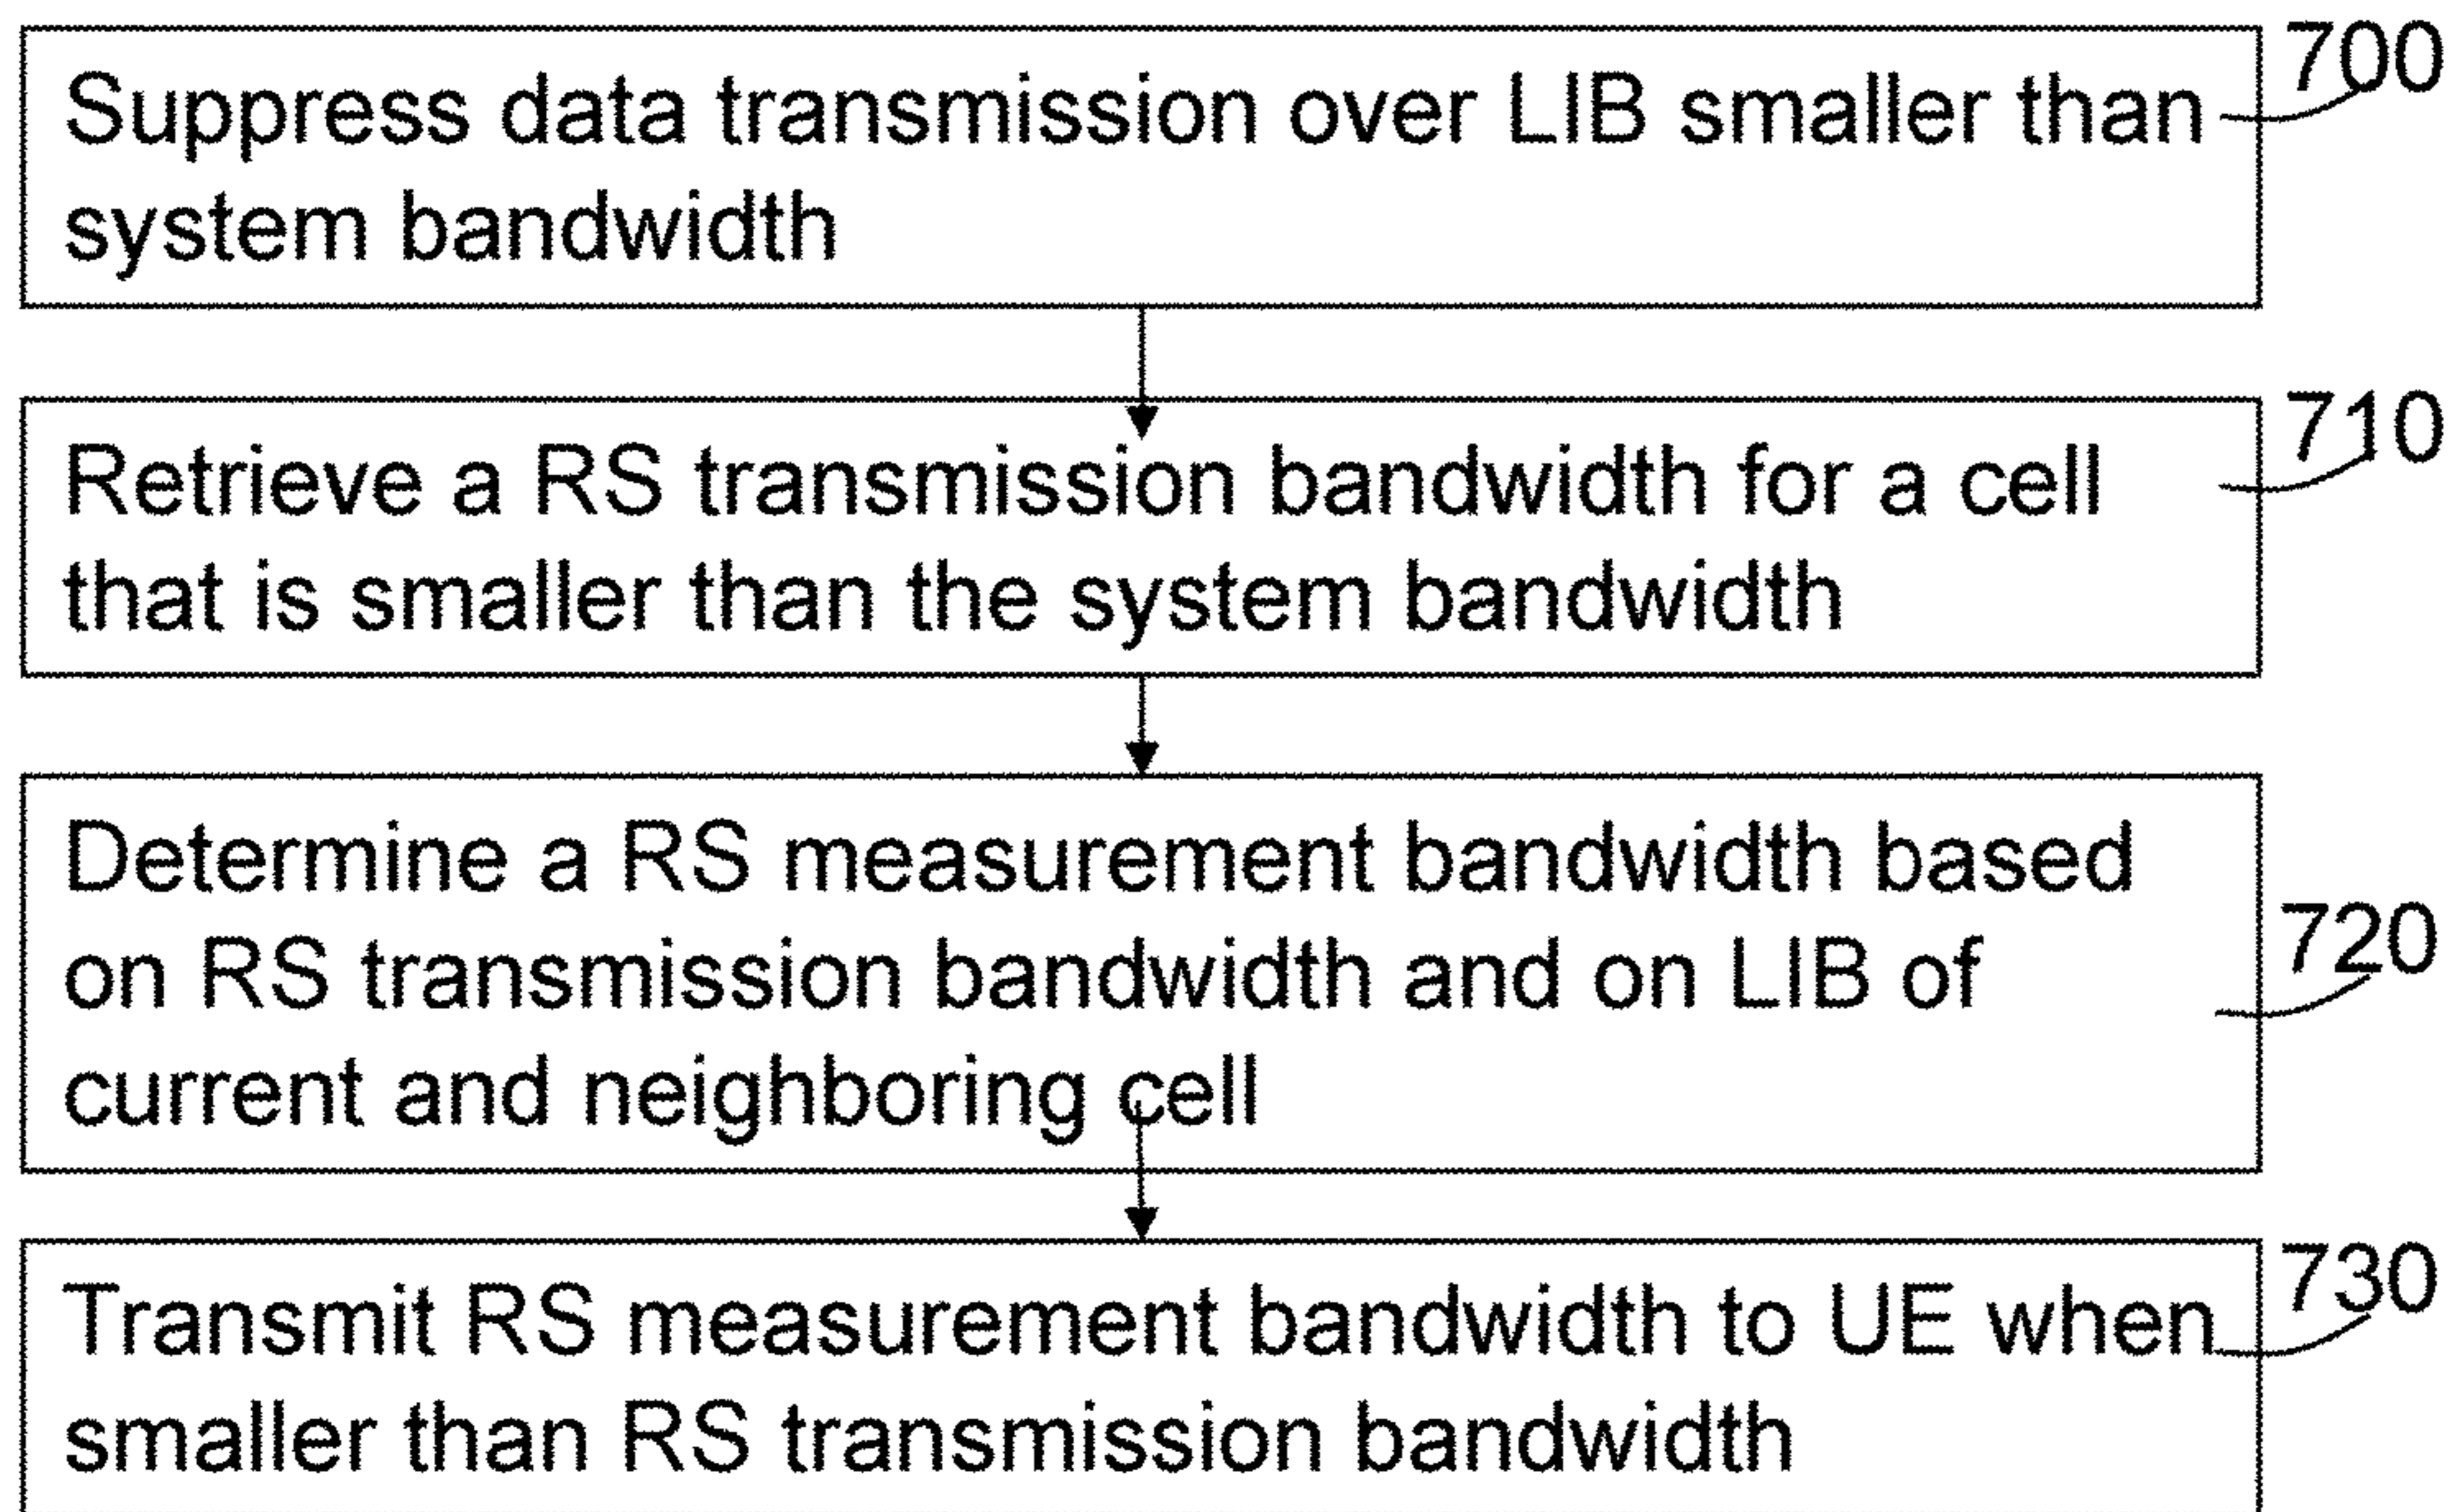 700
Suppress data transmission over LIB smaller than
system bandwidth
710
Retrieve a RS transmission bandwidth for a cell
that is smaller than the system bandwidth
Determine a RS measurement bandwidth based
720
on RS transmission bandwidth and on LIB of
current and neighboring cell
730
Transmit RS measurement bandwidth to UE when
smaller than RS transmission bandwidth